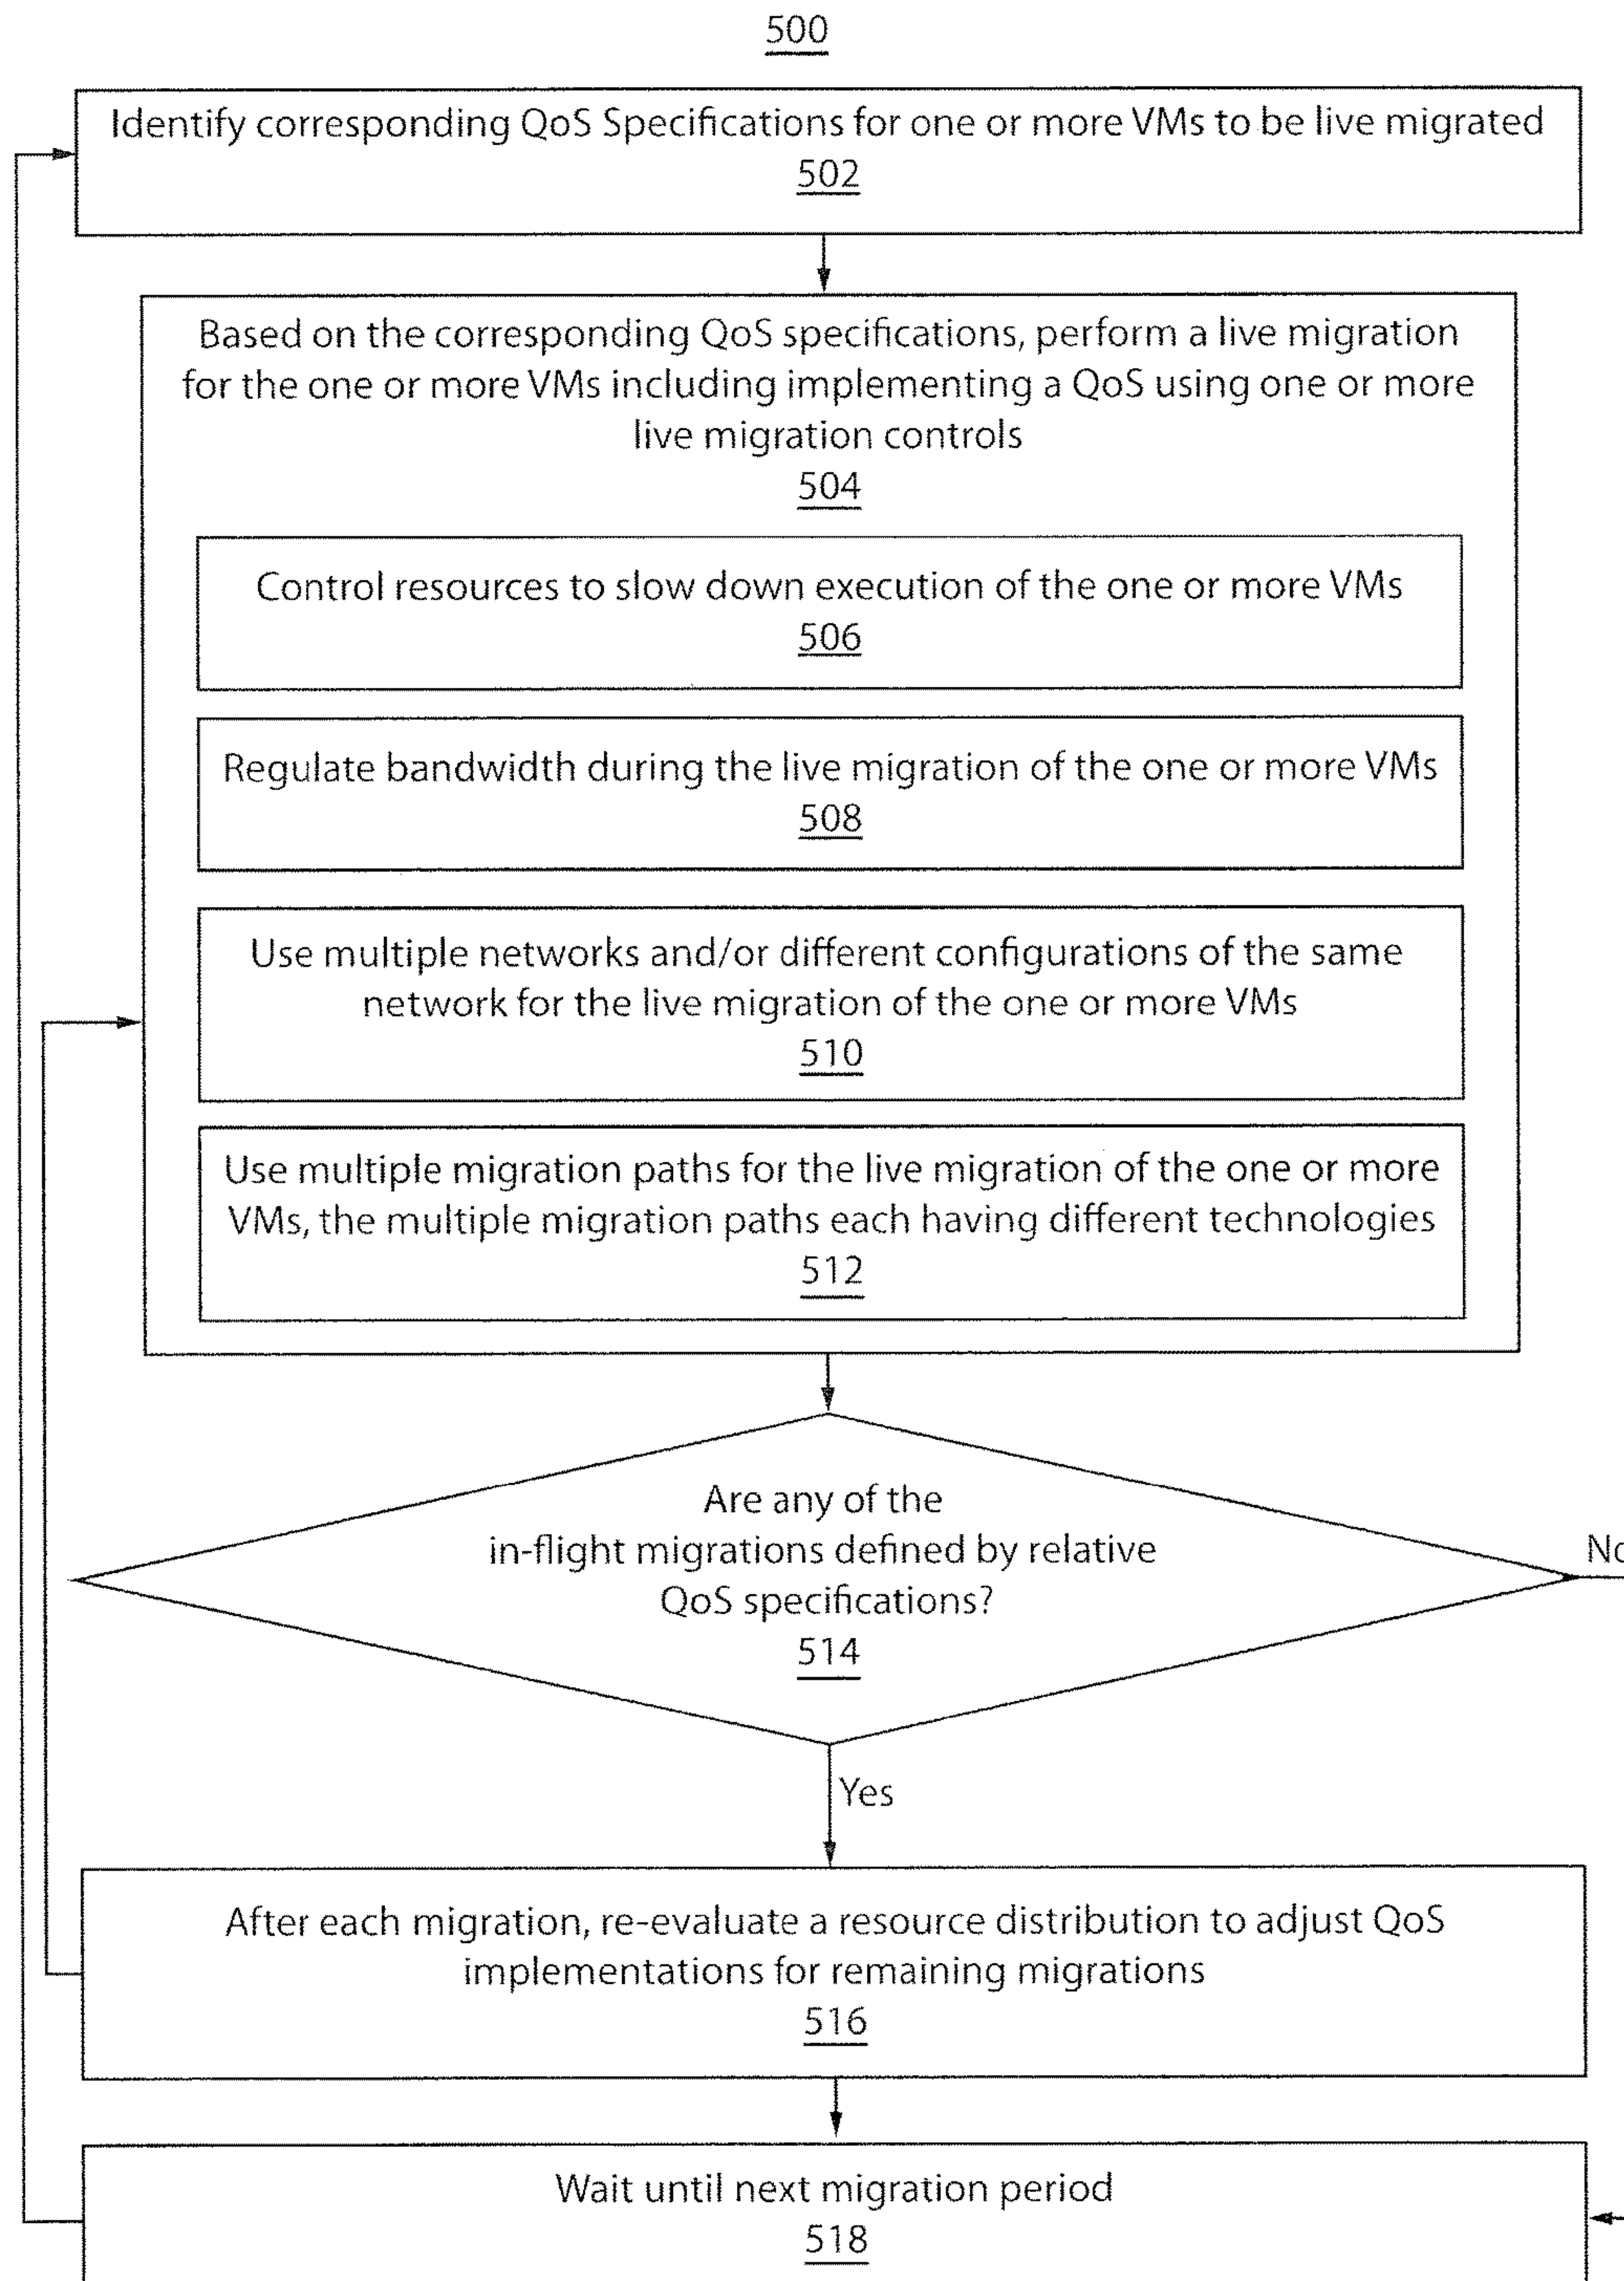 500
Identify corresponding QoS Specifications for one or more VMs to be live migrated
502
Based on the corresponding QoS specifications, perform a live migration
for the one or more VMs including implementing a QoS using one or more
live migration controls
504
Control resources to slow down execution of the one or more VMs
506
Regulate bandwidth during the live migration of the one or more VMs
508
Use multiple networks and/or different configurations of the same
network for the live migration of the one or more VMs
510
Use multiple migration paths for the live migration of the one or more
VMs, the multiple migration paths each having different technologies
512
Are any of the
in-flight migrations defined by relative
QoS specifications?
514
No
Yes
After each migration, re-evaluate a resource distribution to adjust QoS
implementations for remaining migrations
516
Wait until next migration period
518